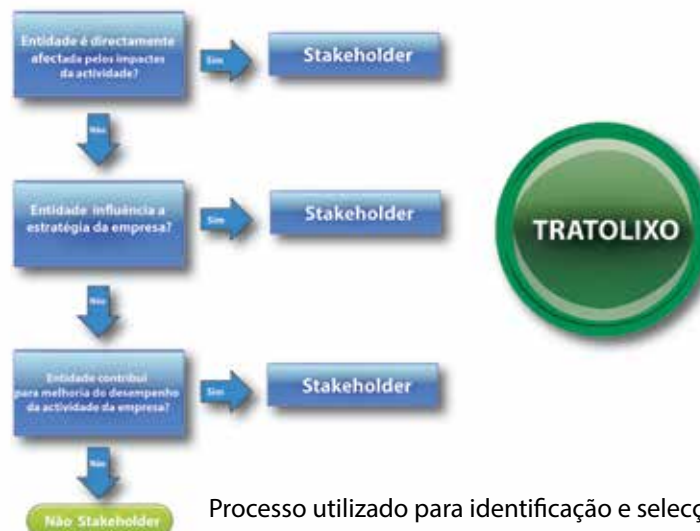 Entidade é directamente
afectada pelos impactes
da actividade?
Sim
Stakeholder
Não
Entidade influência a
estratégia da empresa?
Sim
Stakeholder
TRATOLIXO
Não
Entidade contribui
para melhoria do desempenho
da actividade da empresa?
Sim
Stakeholder
Não
Não Stakeholder
Processo utilizado para identificação e selecç